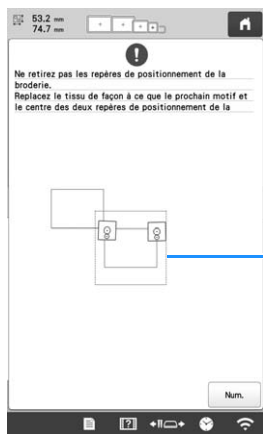 53.2 mm
74.7 mm
Ne retirez pas les repères de positionnement de la
broderie.
Replacez le tissu de façon à ce que le prochain motif et
le centre des deux repères de positionnement de la
Num.